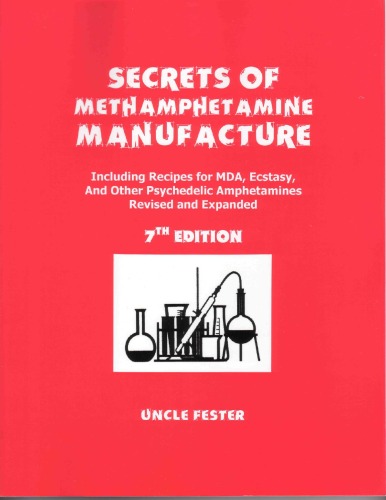 SECRETS OF
METHAMPHETAMINE
MANUFACTURE
Including Recipes for MDA, Ecstasy,
And Other Psychedelic Amphetamines
Revised and Expanded
7TH EDITION
UNCLE FESTER